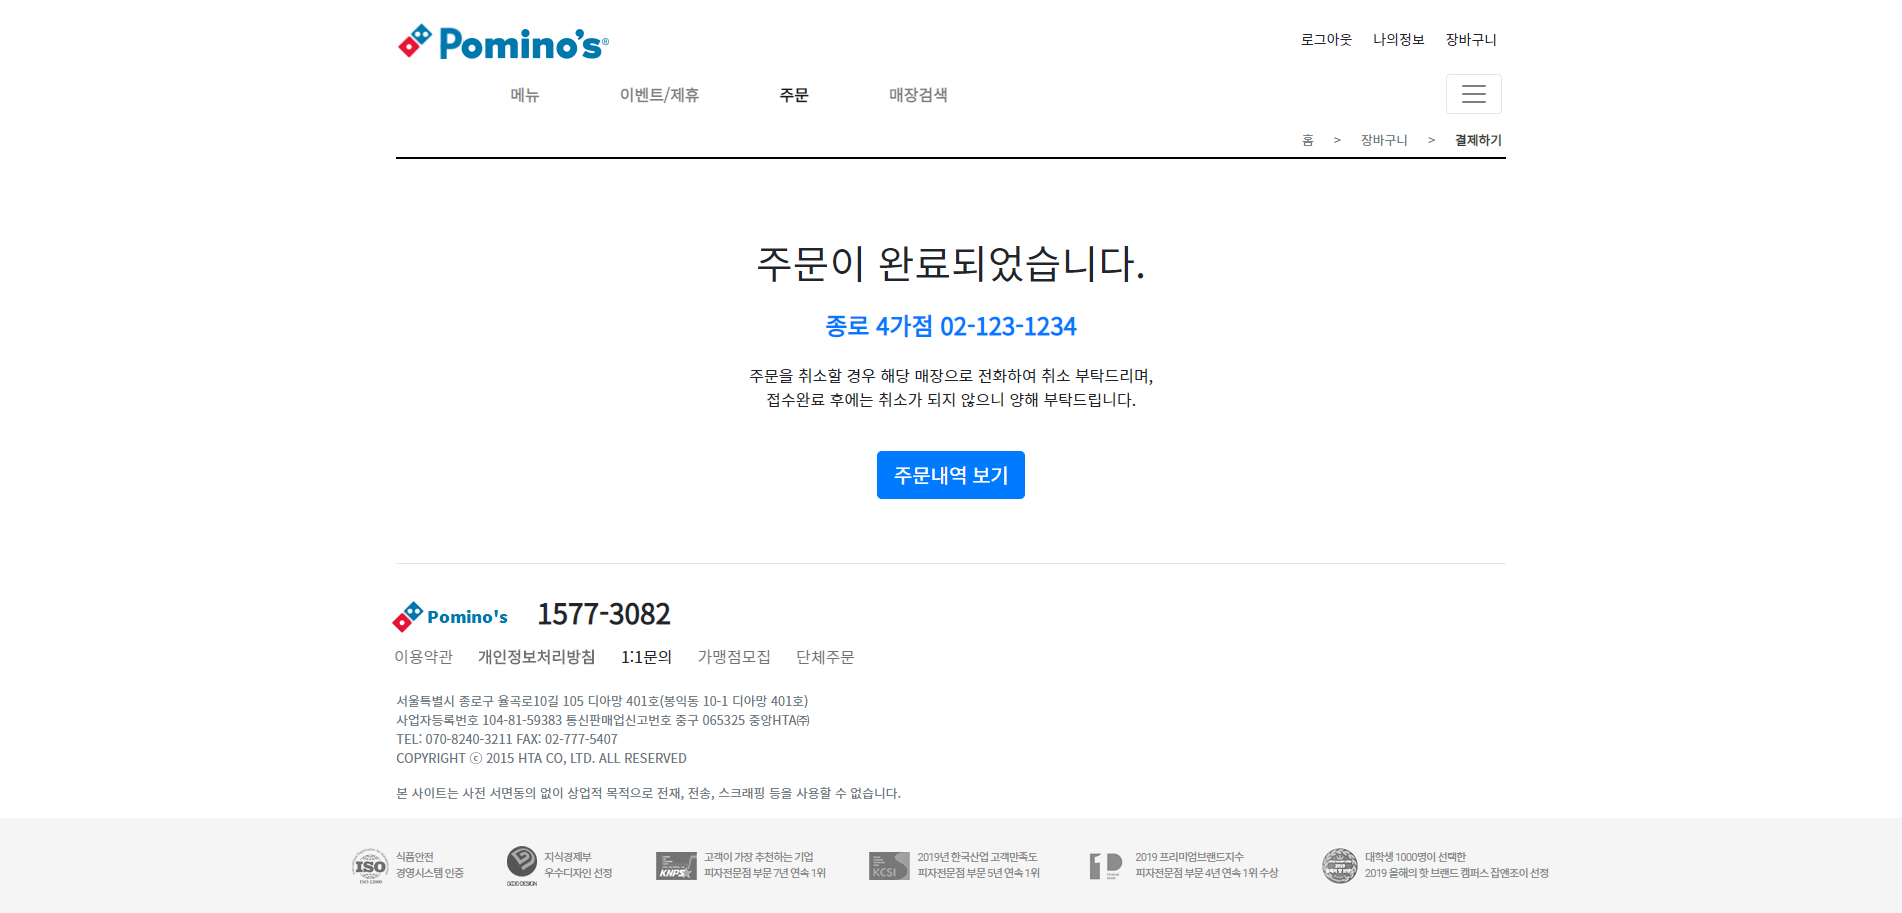 Pomino's®
로그아웃 나의정보 장바구니
메뉴 이벤트/제휴 주문 매장검색
홈 > 장바구니 > 결제하기
주문이 완료되었습니다.
종로 4가점 02-123-1234
주문을 취소할 경우 해당 매장으로 전화하여 취소 부탁드리며,
접수완료 후에는 취소가 되지 않으니 양해 부탁드립니다.
주문내역 보기
Pomino's 1577-3082
이용약관 개인정보처리방침 1:1문의 가맹점모집 단체주문
서울특별시 종로구 율곡로10길 105 디아망 401호(봉익동 10-1 디아망 401호)
사업자등록번호 104-81-59383 통신판매업신고번호 중구 065325 중앙HTA㈜
TEL: 070-8240-3211 FAX: 02-777-5407
COPYRIGHT ⓒ 2015 HTA CO, LTD. ALL RESERVED
본 사이트는 사전 서면동의 없이 상업적 목적으로 전재, 전송, 스크래핑 등을 사용할 수 없습니다.
ISO
ISO 22000
식품안전
경영시스템 인증
GOOD DESIGN
지식경제부
우수디자인 선정
KNPS
고객이 가장 추천하는 기업
피자전문점 부문 7년 연속 1위
KCSI
2019년 한국산업 고객만족도
피자전문점 부문 5년 연속 1위
2019 프리미엄브랜드지수
피자전문점 부문 4년 연속 1위 수상
2019
대학생 1000명이 선택한
2019 올해의 핫 브랜드 캠퍼스 잡앤조이 선정